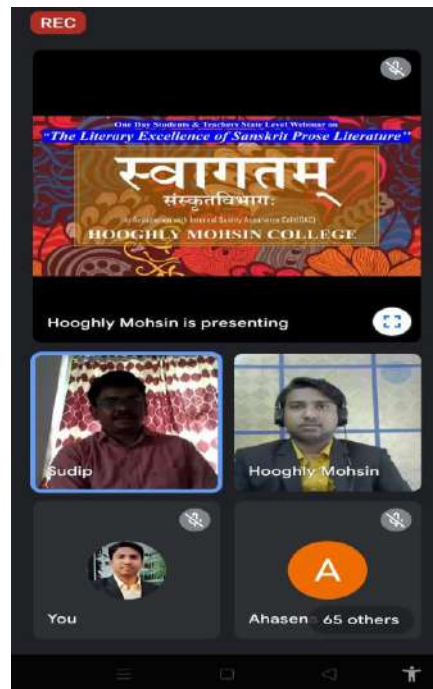 REC
One Day Students & Teachers State Level Webinar on
"The Literary Excellence of Sanskrit Prose Literature"
स्वागतम्
संस्कृतविभागः
HOOGHLY MOHSIN COLLEGE
Hooghly Mohsin is presenting
Sudip
Hooghly Mohsin
You
A
Ahasen
65 others